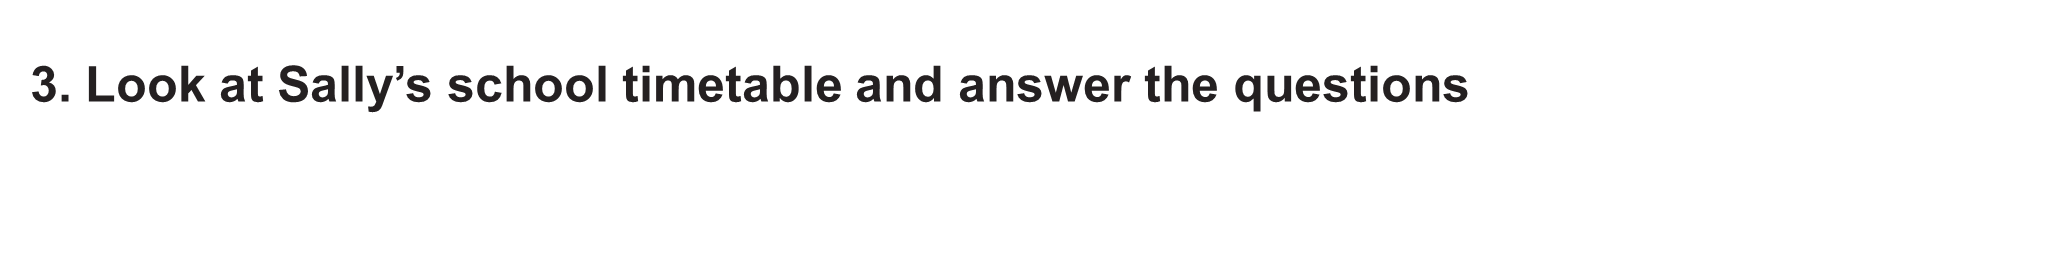 3. Look at Sally’s school timetable and answer the questions